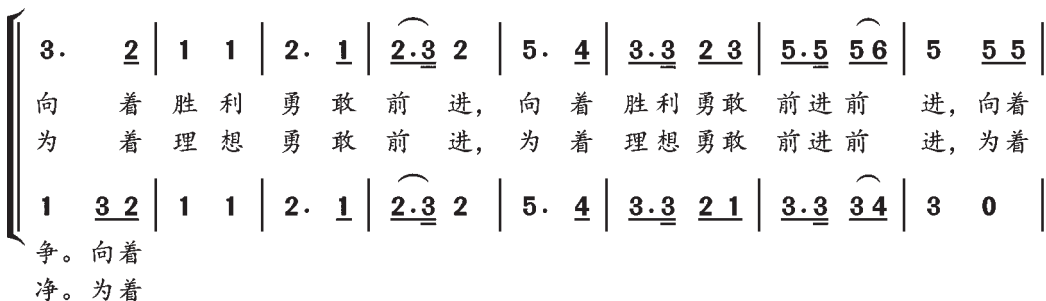 3. 2 | 1 1 | 2. 1 | 2.3 2 | 5. 4 | 3.3 2 3 | 5.5 5 6 | 5 5 5 |
向 着 胜 利 勇 敢 前 进, 向 着 胜利勇敢 前进前 进,向着
为 着 理 想 勇 敢 前 进, 为 着 理想勇敢 前进前 进,为着
1 3 2 | 1 1 | 2. 1 | 2.3 2 | 5. 4 | 3.3 2 1 | 3.3 3 4 | 3 0 |
争。向着
净。为着